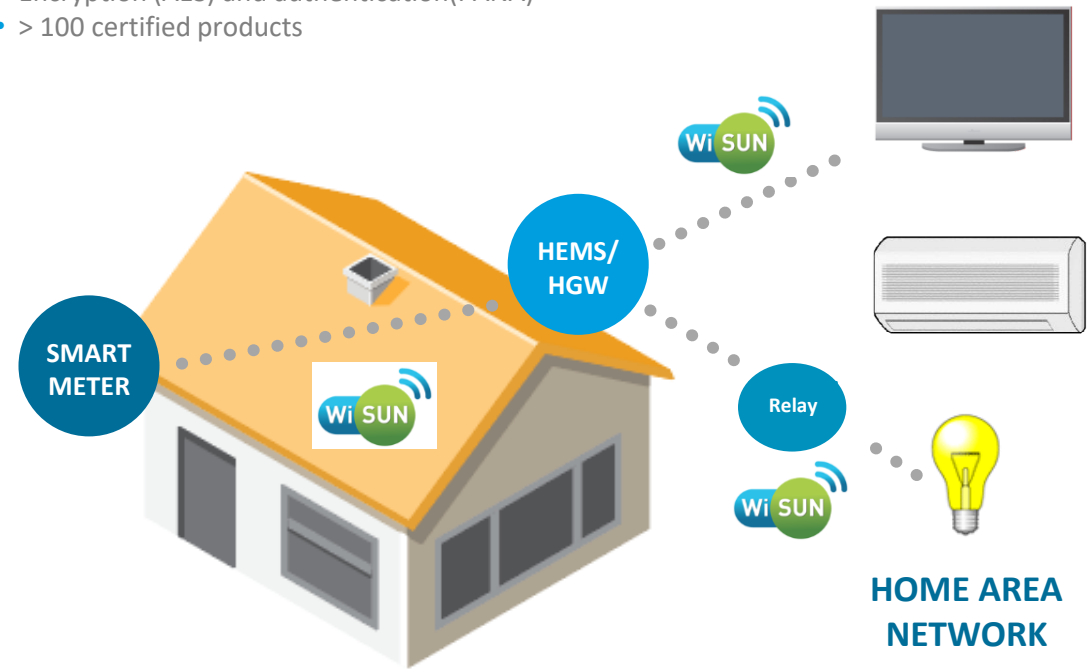 > 100 certified products
Wi SUN
HEMS/
HGW
SMART
METER
Wi SUN
Relay
Wi SUN
HOME AREA
NETWORK